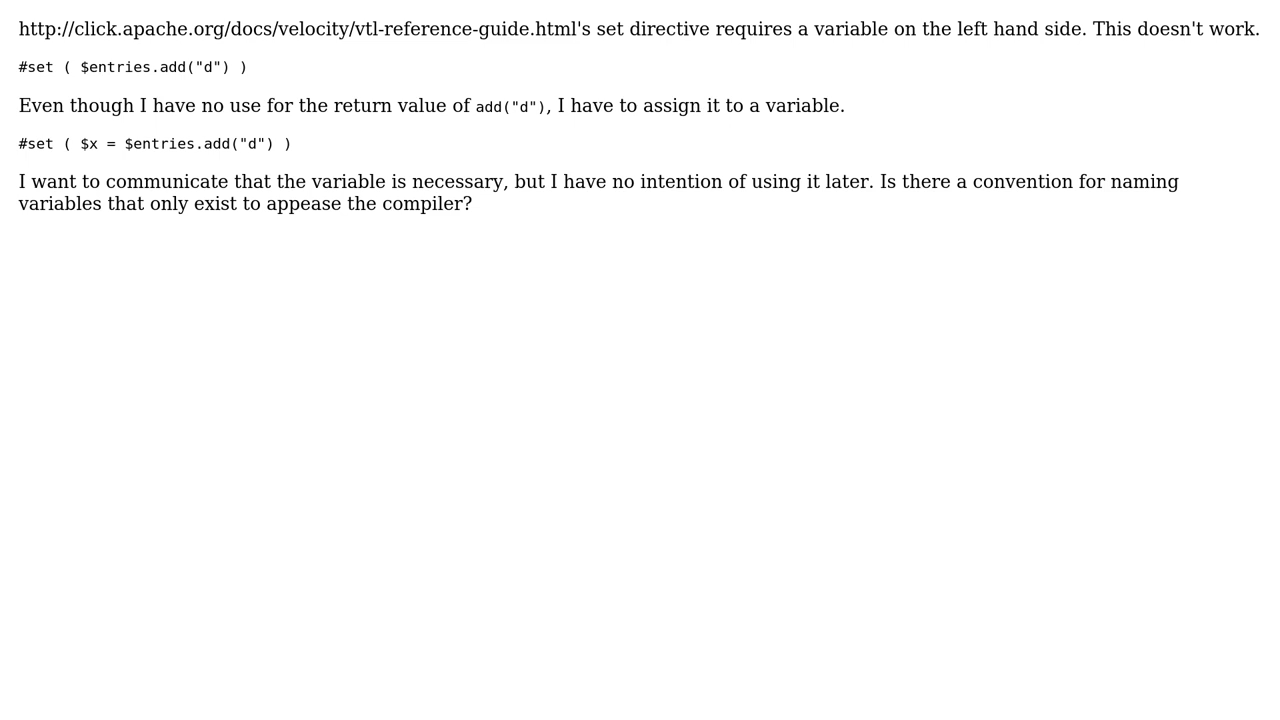 http://click.apache.org/docs/velocity/vtl-reference-guide.html's set directive requires a variable on the left hand side. This doesn't work.
#set ( $entries.add("d") )
Even though I have no use for the return value of add("d"), I have to assign it to a variable.
#set ( $x = $entries.add("d") )
I want to communicate that the variable is necessary, but I have no intention of using it later. Is there a convention for naming
variables that only exist to appease the compiler?